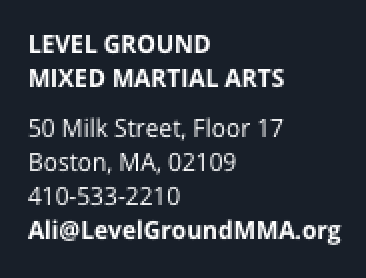 LEVEL GROUND
MIXED MARTIAL ARTS
50 Milk Street, Floor 17
Boston, MA, 02109
410-533-2210
Ali@LevelGroundMMA.org